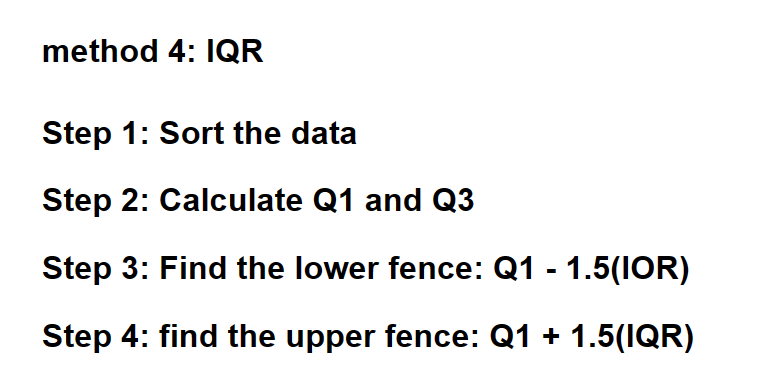 method 4: IQR
Step 1: Sort the data
Step 2: Calculate Q1 and Q3
Step 3: Find the lower fence: Q1 - 1.5(IOR)
Step 4: find the upper fence: Q1 + 1.5(IQR)